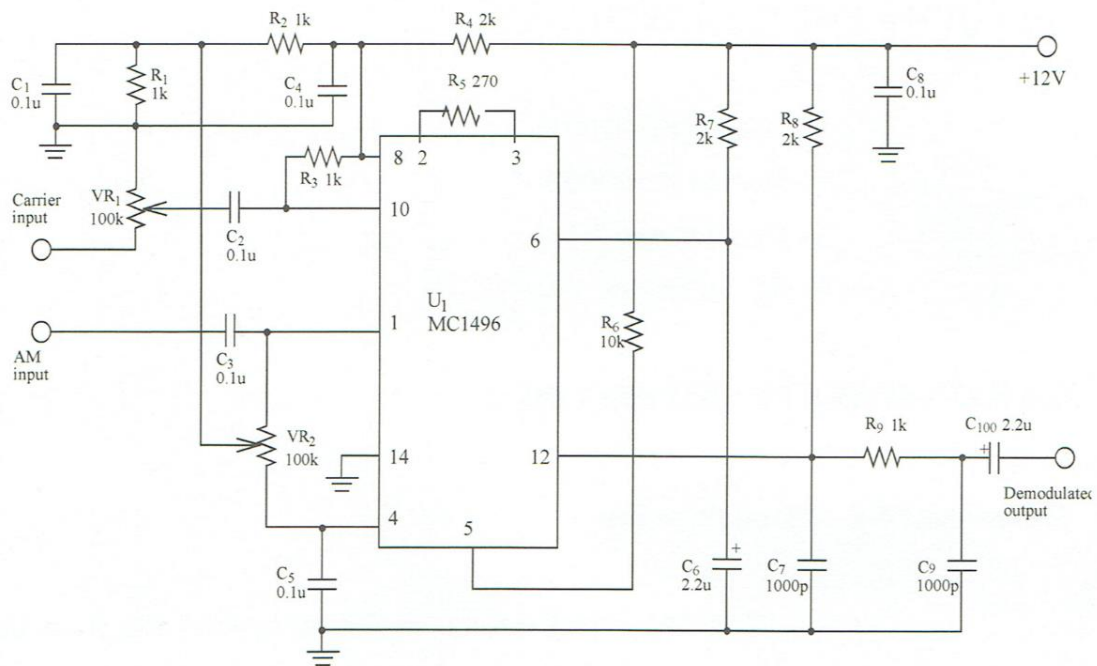 R2 1k
R4 2k
C1
0.1u
R1
1k
C4
0.1u
R5 270
+12V
C8
0.1u
R7
2k
R8
2k
2
3
R3 1k
8
Carrier
input
VR1
100k
C2
0.1u
10
6
U1
MC1496
AM
input
C3
0.1u
1
R6
10k
VR2
100k
14
12
R9 1k
C100 2.2u
+
Demodulated
output
4
5
C5
0.1u
+
C6
2.2u
C7
1000p
C9
1000p